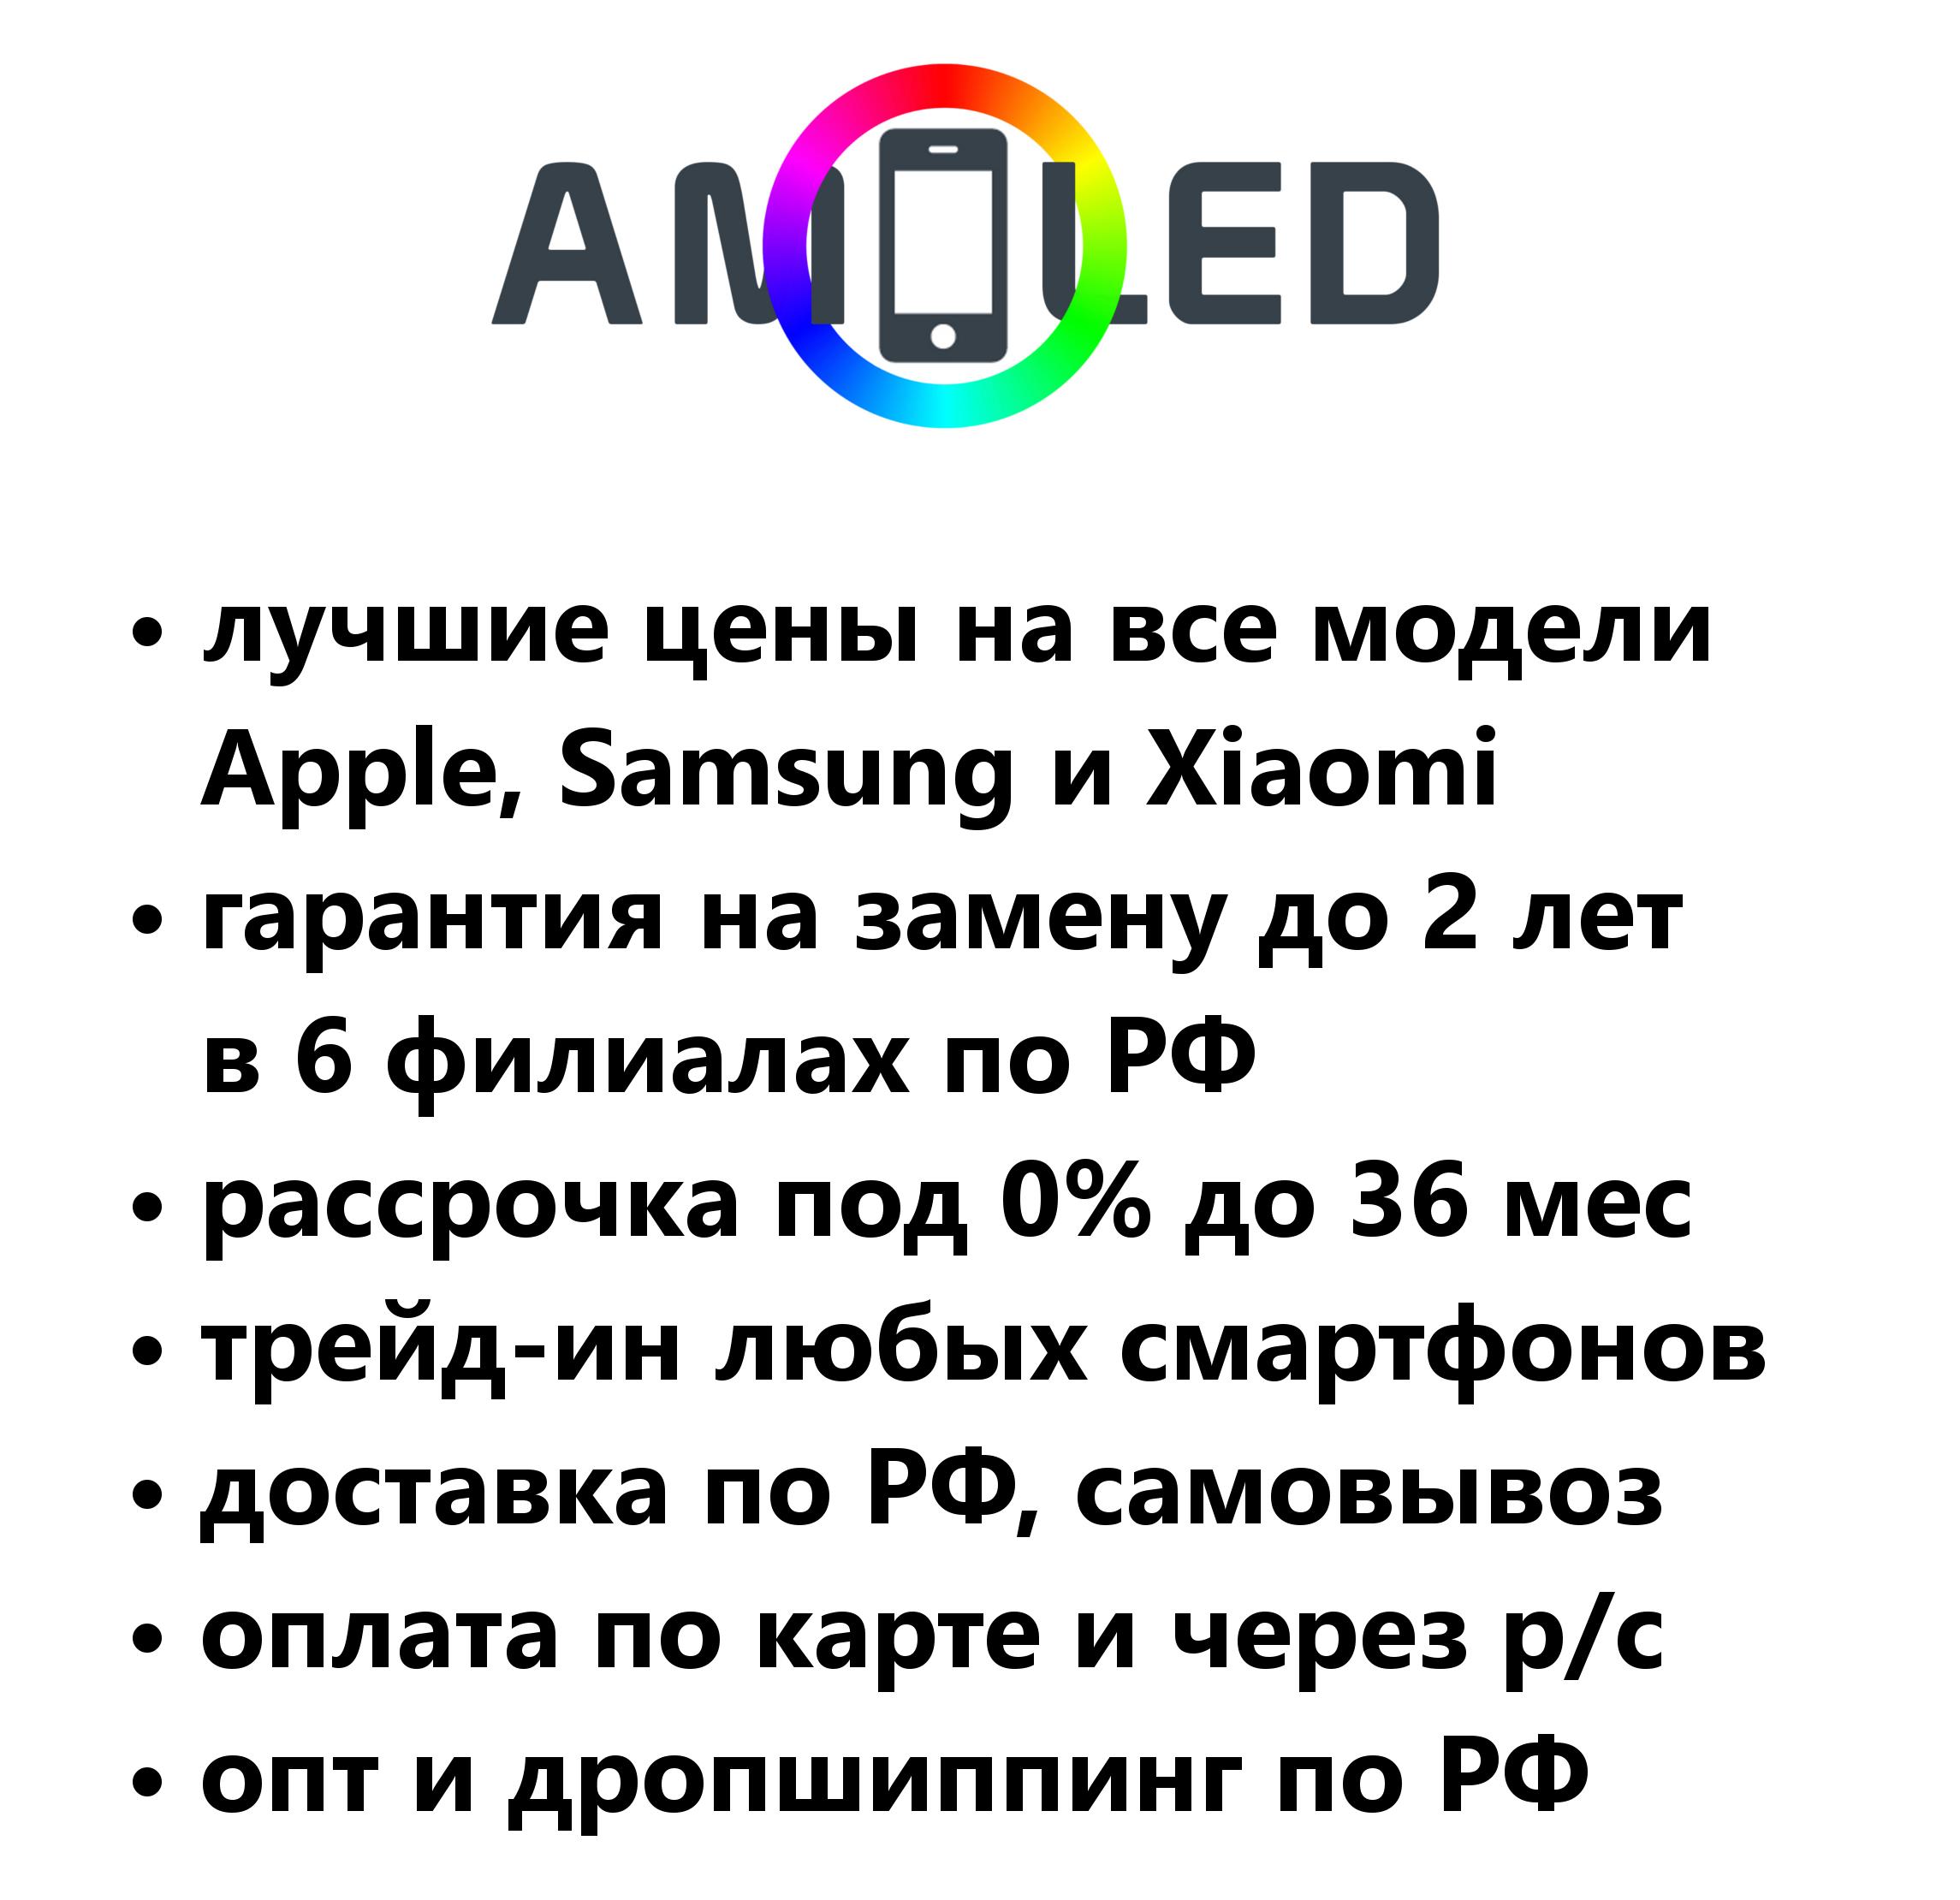 AMOLED
• лучшие цены на все модели
Apple, Samsung и Xiaomi
• гарантия на замену до 2 лет
в 6 филиалах по РФ
• рассрочка под 0% до 36 мес
• трейд-ин любых смартфонов
• доставка по РФ, самовывоз
• оплата по карте и через р/с
• опт и дропшиппинг по РФ